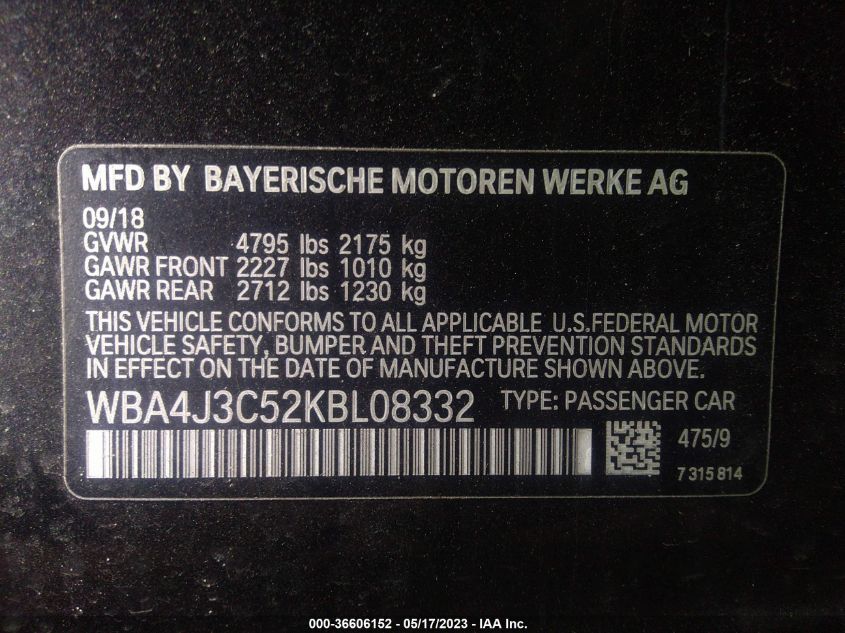 MFD BY BAYERISCHE MOTOREN WERKE AG
09/18
GVWR 4795 lbs 2175 kg
GAWR FRONT 2227 lbs 1010 kg
GAWR REAR 2712 lbs 1230 kg
THIS VEHICLE CONFORMS TO ALL APPLICABLE U.S.FEDERAL MOTOR
VEHICLE SAFETY, BUMPER AND THEFT PREVENTION STANDARDS
IN EFFECT ON THE DATE OF MANUFACTURE SHOWN ABOVE.
WBA4J3C52KBL08332 TYPE: PASSENGER CAR
475/9
7 315 814
000-36606152 - 05/17/2023 - IAA Inc.